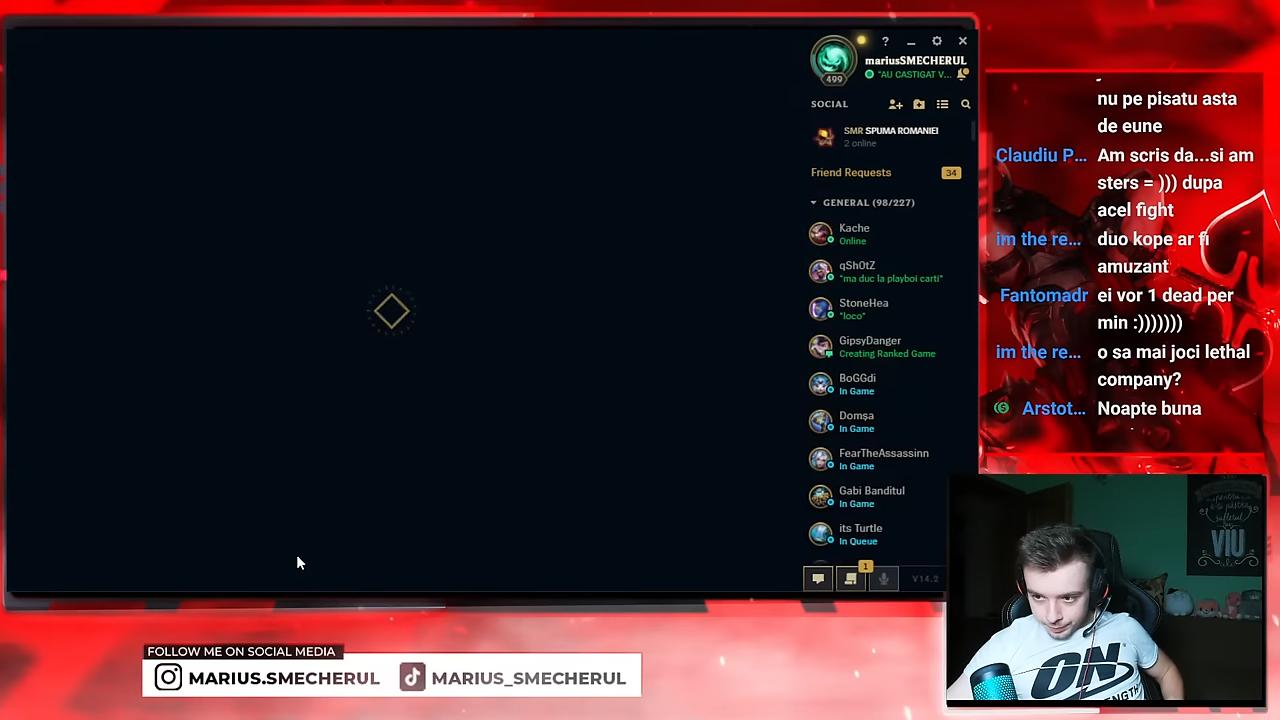 ?
mariusSMECHERUL
"AU CASTIGAT V...
499
SOCIAL
SMR SPUMA ROMANIEI
2 online
Friend Requests
34
GENERAL (98/227)
Kache
Online
qSh0tZ
"ma duc la playboi carti"
StoneHea
"loco"
GipsyDanger
Creating Ranked Game
BoGGdi
In Game
Domșa
In Game
FearTheAssassinn
In Game
Gabi Banditul
In Game
its Turtle
In Queue
1
V14.2
nu pe pisatu asta
de eune
Claudiu P... Am scris da...si am
sters = ))) dupa
acel fight
im the re... duo kope ar fi
amuzant
Fantomadr ei vor 1 dead per
min :)))))))
im the re... o sa mai joci lethal
company?
Arstot... Noapte buna
VIU
ON
FOLLOW ME ON SOCIAL MEDIA
MARIUS.SMECHERUL
MARIUS_SMECHERUL